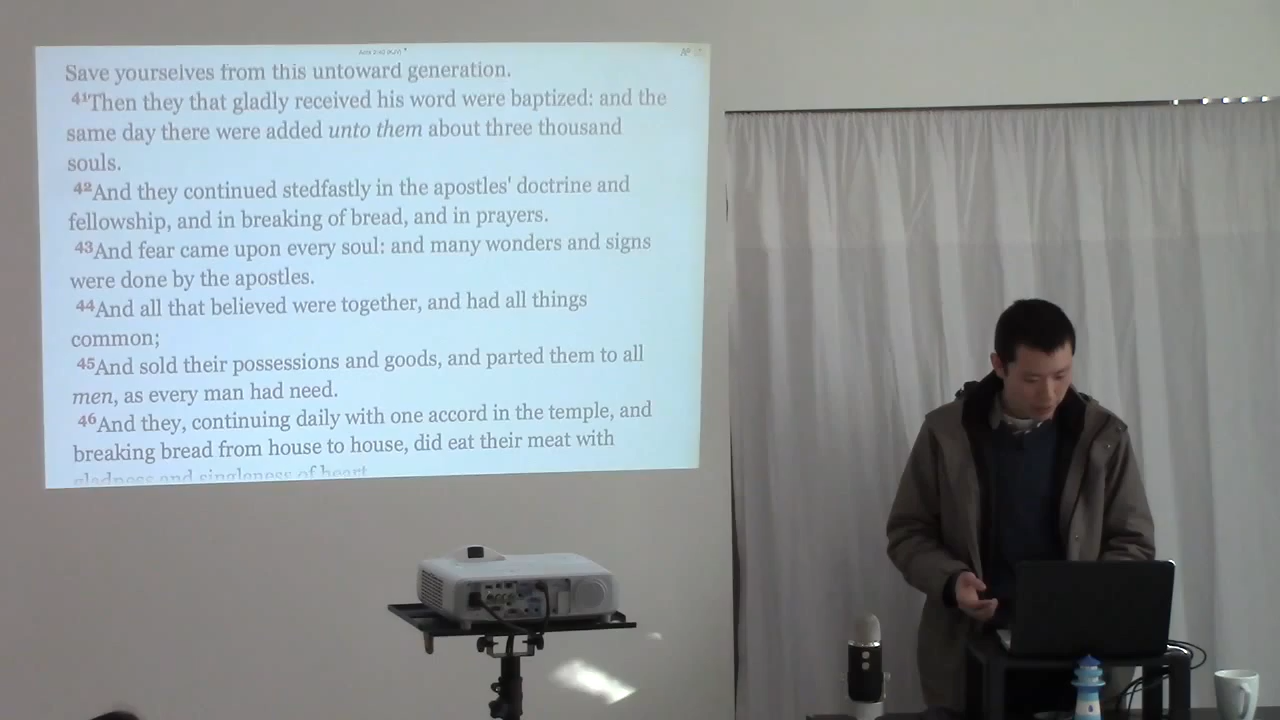 Save yourselves from this untoward generation.
41Then they that gladly received his word were baptized: and the
same day there were added unto them about three thousand
souls.
42And they continued stedfastly in the apostles' doctrine and
fellowship, and in breaking of bread, and in prayers.
43And fear came upon every soul: and many wonders and signs
were done by the apostles.
44And all that believed were together, and had all things
common;
45And sold their possessions and goods, and parted them to all
men, as every man had need.
46And they, continuing daily with one accord in the temple, and
breaking bread from house to house, did eat their meat with
gladness and singleness of heart